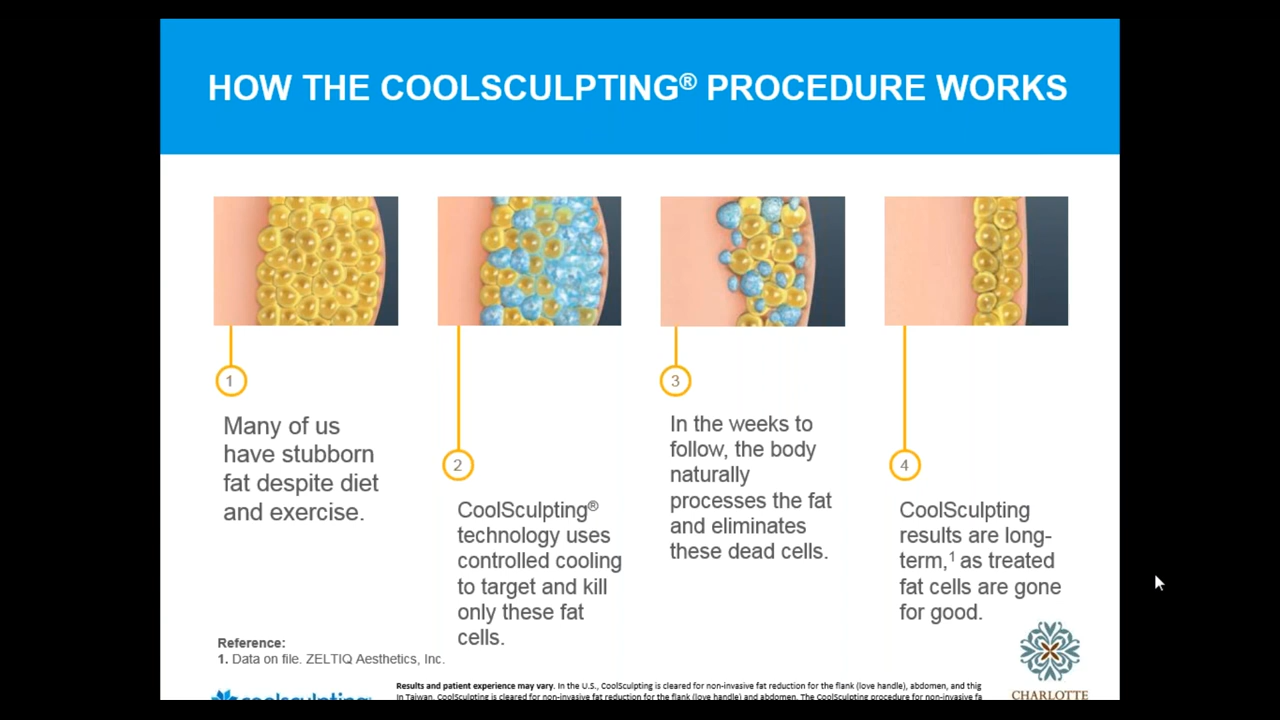 HOW THE COOLSCULPTING® PROCEDURE WORKS
1
Many of us
have stubborn
fat despite diet
and exercise.
2
CoolSculpting®
technology uses
controlled cooling
to target and kill
only these fat
cells.
3
In the weeks to
follow, the body
naturally
processes the fat
and eliminates
these dead cells.
4
CoolSculpting
results are long-
term,¹ as treated
fat cells are gone
for good.
Reference:
1. Data on file. ZELTIQ Aesthetics, Inc.
coolsculpting
Results and patient experience may vary. In the U.S., CoolSculpting is cleared for non-invasive fat reduction for the flank (love handle), abdomen, and thig
In Taiwan, CoolSculpting is cleared for non-invasive fat reduction for the flank (love handle) and abdomen. The CoolSculpting procedure for non-invasive fa
CHARLOTTE